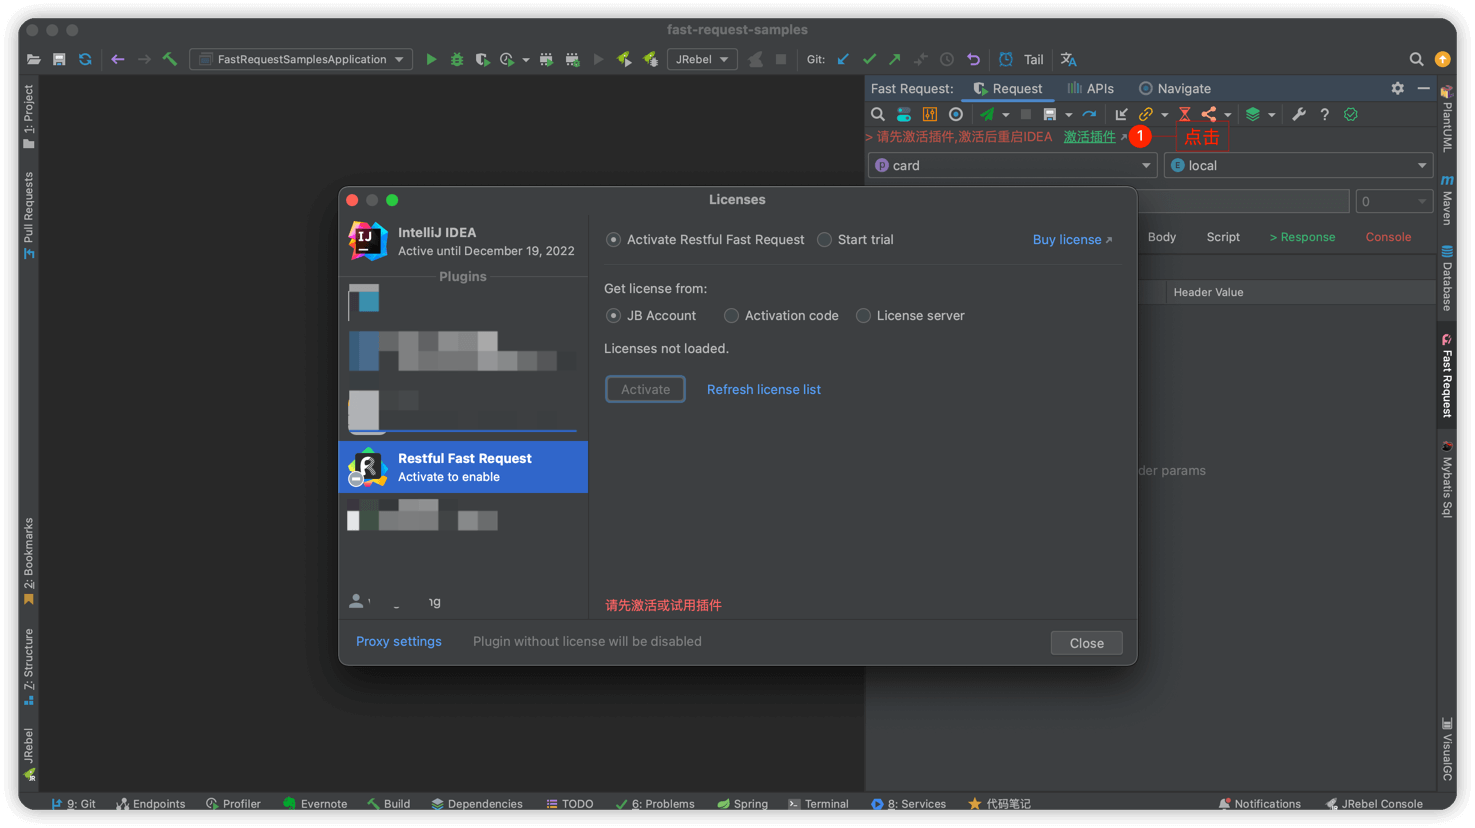 fast-request-samples
FastRequestSamplesApplication
JRebel
Git:
Tail
Fast Request:
Request
APIs
Navigate
> 请先激活插件,激活后重启IDEA 激活插件
1
点击
card
local
0
Body
Script
> Response
Console
Header Value
der params
Licenses
IntelliJ IDEA
Active until December 19, 2022
Plugins
Restful Fast Request
Activate to enable
ng
Activate Restful Fast Request
Start trial
Buy license
Get license from:
JB Account
Activation code
License server
Licenses not loaded.
Activate
Refresh license list
请先激活或试用插件
Proxy settings
Plugin without license will be disabled
Close
1: Project
Pull Requests
2: Bookmarks
7: Structure
JRebel
PlantUML
Maven
Database
Fast Request
Mybatis Sql
VisualGC
9: Git
Endpoints
Profiler
Evernote
Build
Dependencies
TODO
6: Problems
Spring
Terminal
8: Services
代码笔记
Notifications
JRebel Console